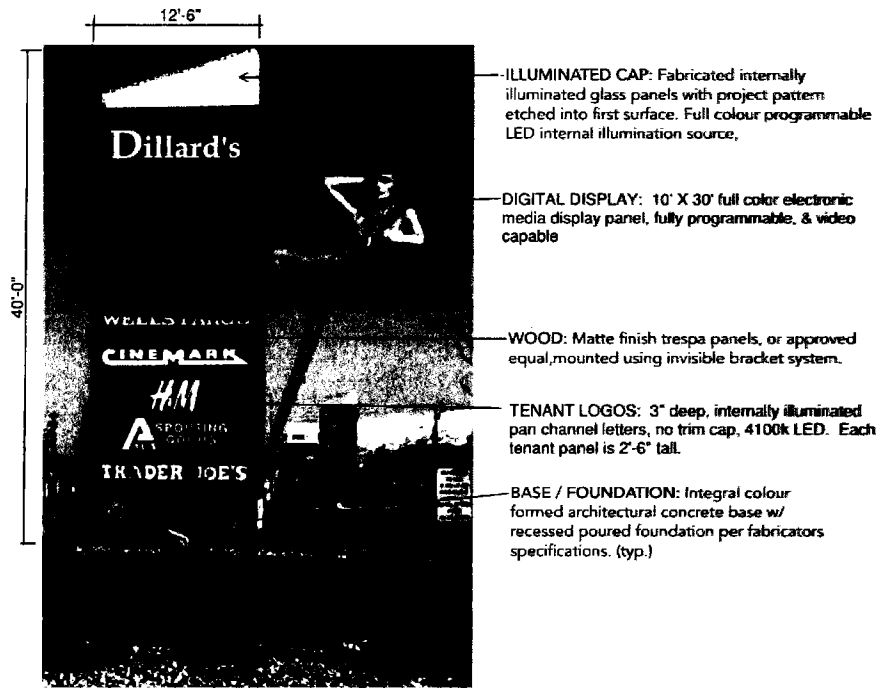 12'-6"
40'-0"
Dillard's
WELLS FARGO
CINEMARK
H&M
SPORTING
GOODS
TRADER JOE'S
ILLUMINATED CAP: Fabricated internally
illuminated glass panels with project pattern
etched into first surface. Full colour programmable
LED internal illumination source,
DIGITAL DISPLAY: 10' X 30' full color electronic
media display panel, fully programmable, & video
capable
WOOD: Matte finish trespa panels, or approved
equal,mounted using invisible bracket system.
TENANT LOGOS: 3" deep, internally illuminated
pan channel letters, no trim cap, 4100k LED. Each
tenant panel is 2'-6" tall.
BASE / FOUNDATION: Integral colour
formed architectural concrete base w/
recessed poured foundation per fabricators
specifications. (typ.)